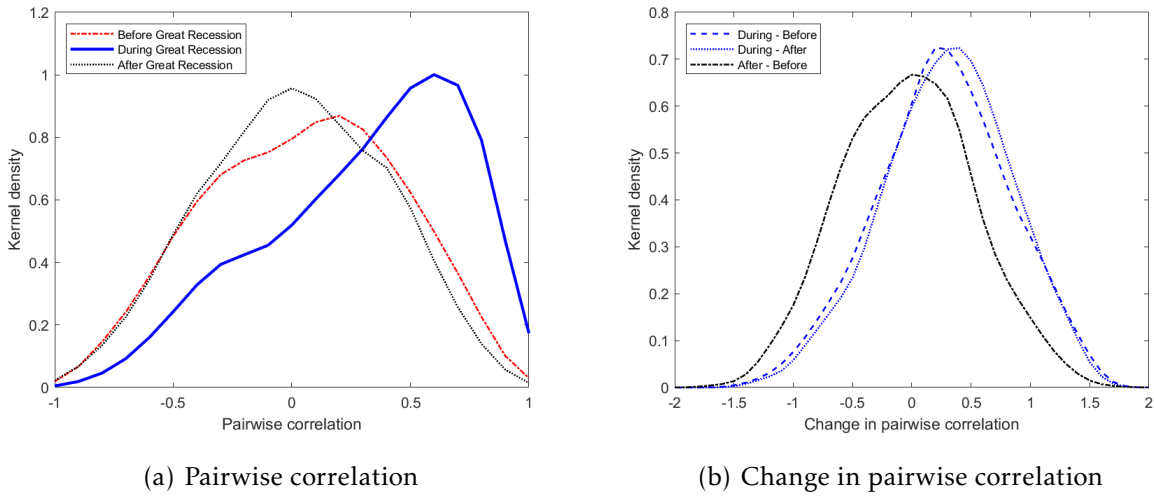 1.2
1
0.8
0.6
0.4
0.2
0
-1
-0.5
0
0.5
1
Kernel density
Pairwise correlation
Before Great Recession
During Great Recession
After Great Recession
(a) Pairwise correlation
0.8
0.7
0.6
0.5
0.4
0.3
0.2
0.1
0
-2
-1.5
-1
-0.5
0
0.5
1
1.5
2
Kernel density
Change in pairwise correlation
During - Before
During - After
After - Before
(b) Change in pairwise correlation